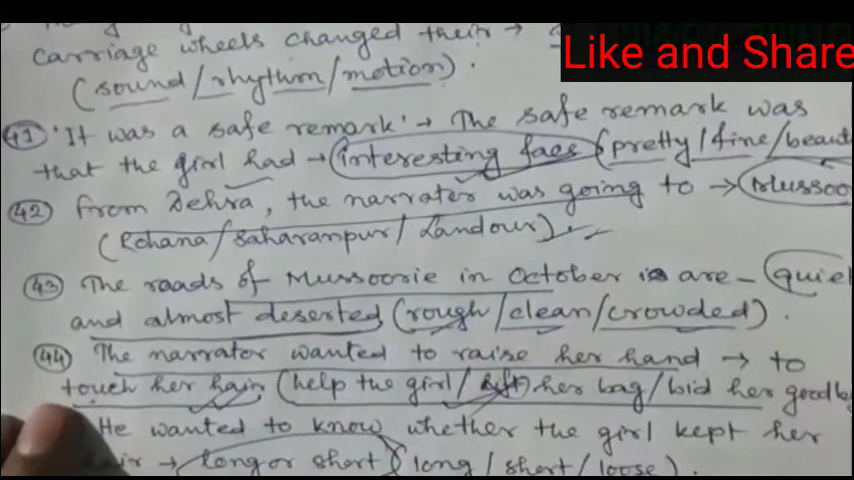 carriage wheels changed their →
(sound/rhythm/motion).
Like and Share
(41) 'It was a safe remark' → The safe remark was
that the girl had → interesting face (pretty/fine/beaut
(42) From Dehra, the narrator was going to → Mussoo
(Rohana/Saharanpur/Landour)
(43) The roads of Mussoorie in October is are - quiet
and almost deserted (rough/clean/crowded).
(44) The narrator wanted to raise her hand → to
touch her hair (help the girl/lift her bag/bid her goodby
He wanted to know whether the girl kept her
hair → long or short (long/short/loose).